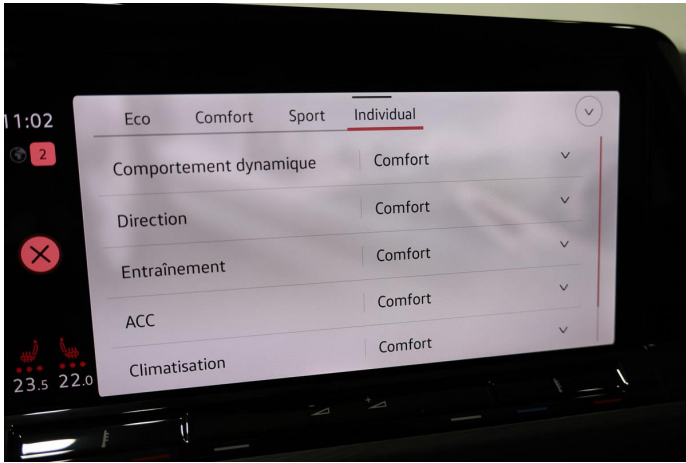 11:02
2
Eco Comfort Sport Individual
Comportement dynamique Comfort
Direction Comfort
Entraînement Comfort
ACC Comfort
Climatisation Comfort
23.5 22.0